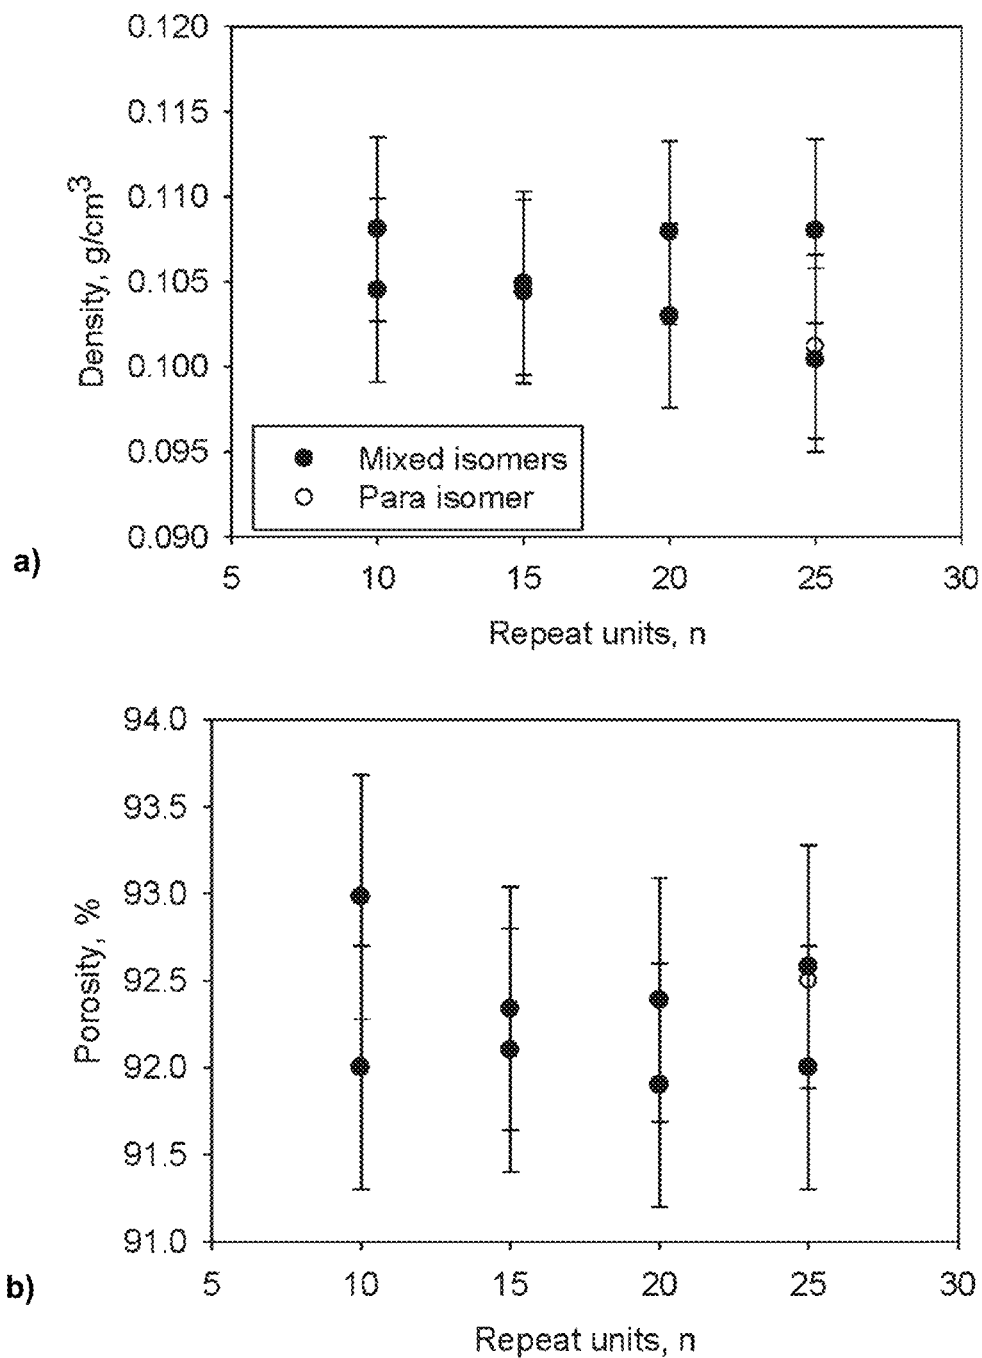 0.120
0.115
0.110
0.105
0.100
0.095
0.090
Density, g/cm³
Mixed isomers
Para isomer
a)
5 10 15 20 25 30
Repeat units, n
94.0
93.5
93.0
92.5
92.0
91.5
91.0
Porosity, %
b)
5 10 15 20 25 30
Repeat units, n